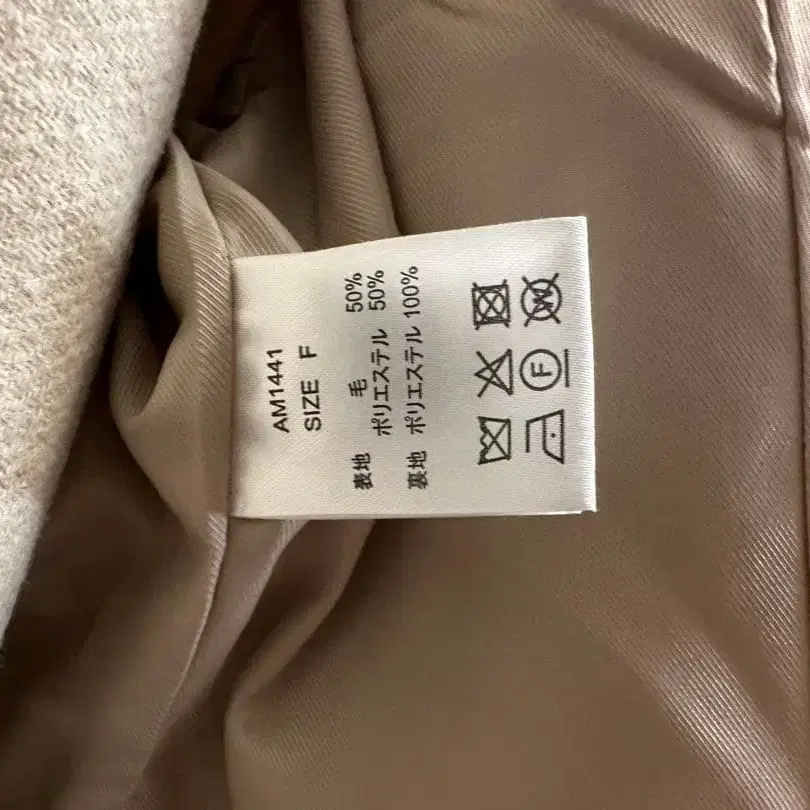 AM1441
SIZE F
表地 毛 50%
ポリエステル 50%
裏地 ポリエステル 100%
F
W